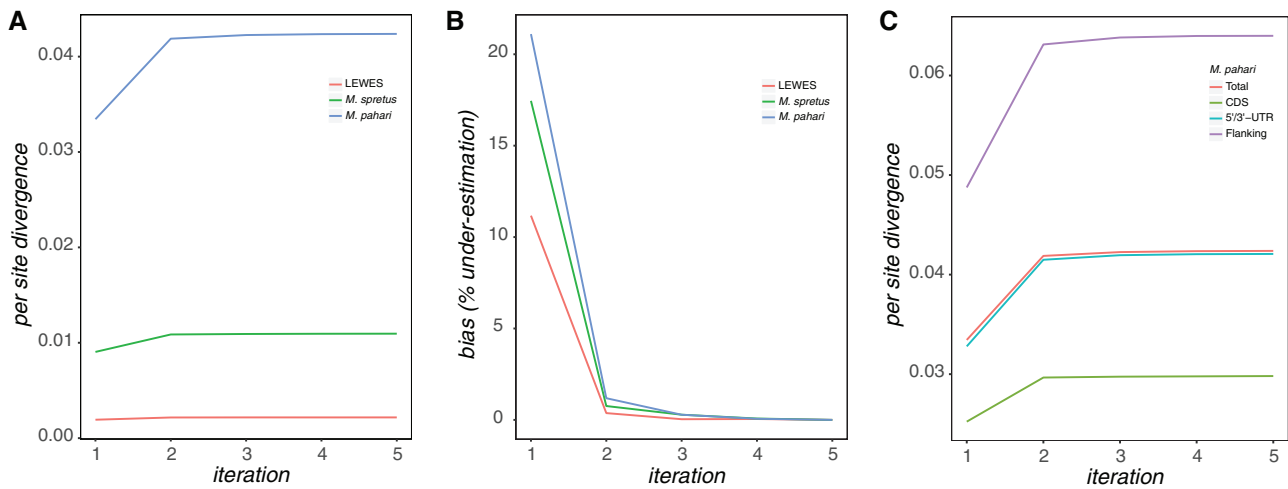 A
per site divergence
0.04
0.03
0.02
0.01
0.00
LEWES
M. spretus
M. pahari
1 2 3 4 5
iteration
B
bias (% under-estimation)
20
15
10
5
0
LEWES
M. spretus
M. pahari
1 2 3 4 5
iteration
C
per site divergence
0.06
0.05
0.04
0.03
M. pahari
Total
CDS
5'/3'−UTR
Flanking
1 2 3 4 5
iteration